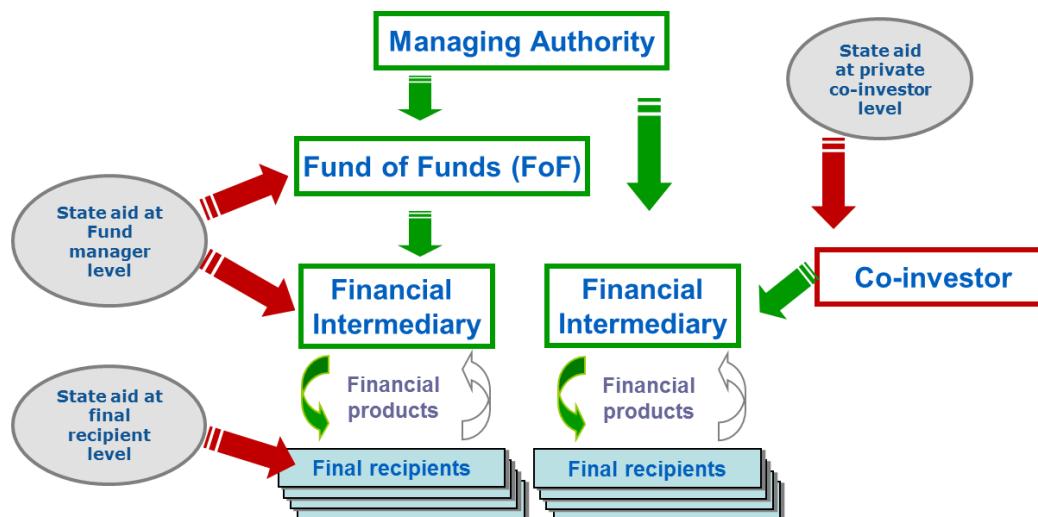 Managing Authority
State aid
at private
co-investor
level
Fund of Funds (FoF)
State aid at
Fund
manager
level
Financial
Intermediary
Financial
Intermediary
Co-investor
Financial
products
Financial
products
State aid at
final
recipient
level
Final recipients
Final recipients